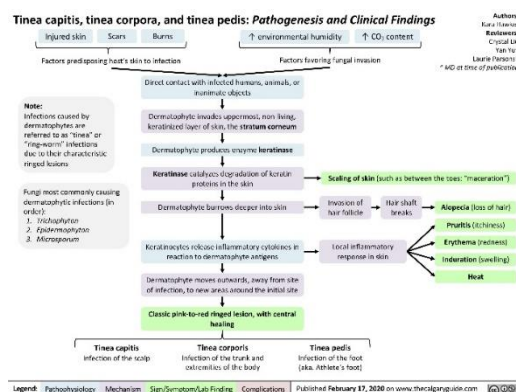 Tinea capitis, tinea corpora, and tinea pedis: Pathogenesis and Clinical Findings
Authors
Reviewers
Crystal
Laurie Parsons
* MD at time of publication
Injured skin
Scars
Burns
↑ environmental humidity
↑ CO₂ content
Factors predisposing host's skin to infection
Factors favoring fungal invasion
Direct contact with infected humans, animals, or
inanimate objects
Note:
Infections caused by
dermatophytes are
referred to as "tinea" or
"ring-worm" infections
due to their characteristic
ringed lesions
Dermatophyte invades uppermost, non living,
keratinized layer of skin, the stratum corneum
Dermatophyte produces enzyme keratinase
Keratinase catalyzes degradation of keratin
proteins in the skin
Scaling of skin (such as between the toes: "maceration")
Fungi most commonly causing
dermatophytic infections (in
order):
1. Trichophyton
2. Epidermophyton
3. Microsporum
Dermatophyte burrows deeper into skin
Invasion of
hair follicle
Hair shaft
breaks
Alopecia (loss of hair)
Keratinocytes release inflammatory cytokines in
reaction to dermatophyte antigens
Local inflammatory
response in skin
Pruritis (itchiness)
Erythema (redness)
Induration (swelling)
Heat
Dermatophyte moves outwards, away from site
of infection, to new areas around the initial site
Classic pink-to-red ringed lesion, with central
healing
Tinea capitis
Infection of the scalp
Tinea corporis
Infection of the trunk and
extremities of the body
Tinea pedis
Infection of the foot
(aka. Athlete's foot)
Legend: Pathophysiology Mechanism Sign/Symptom/Lab Finding Complications Published February 17, 2020 on www.thecalgaryguide.com